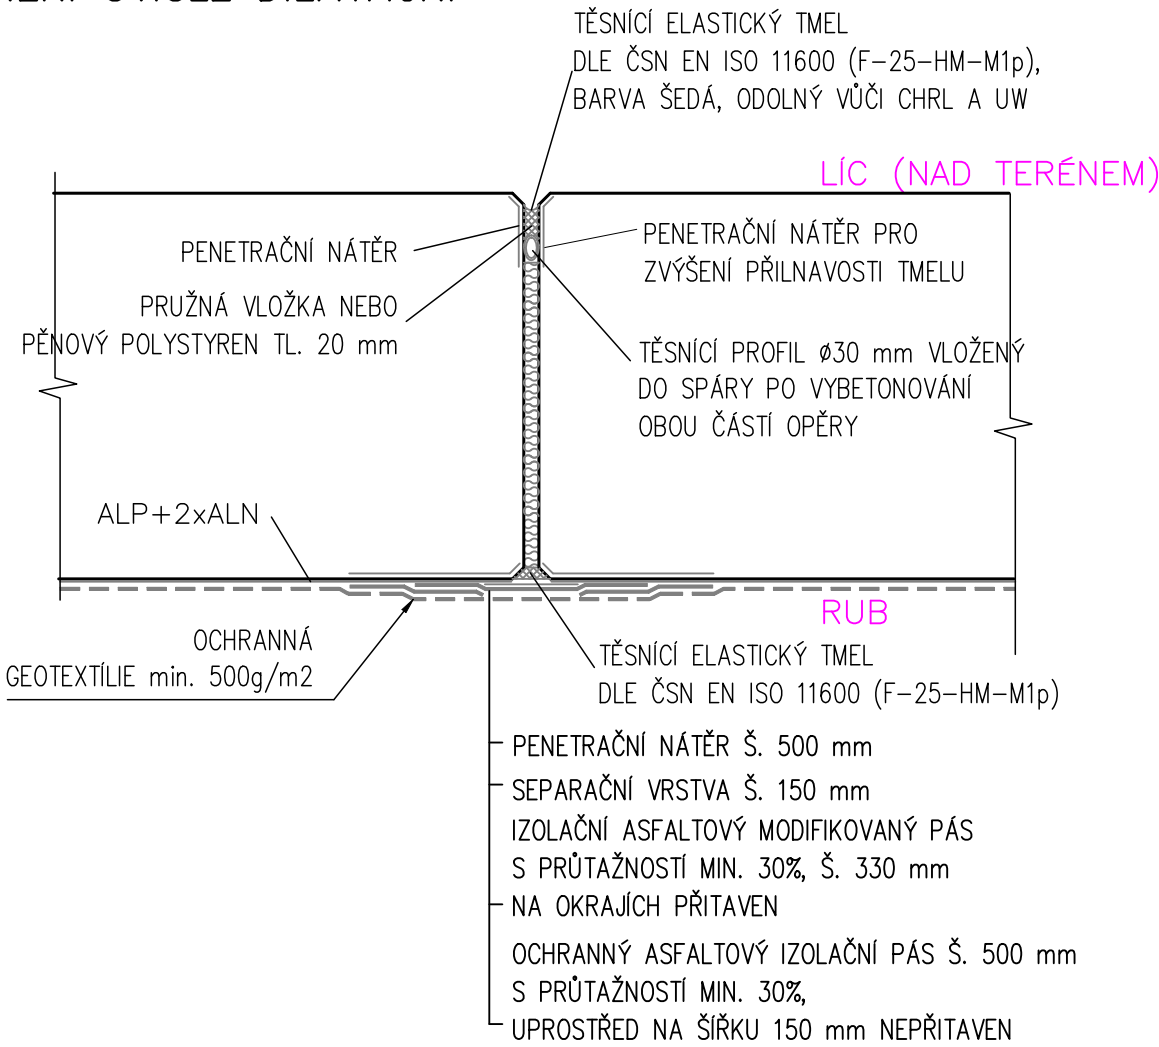 TĚSNÍCÍ ELASTICKÝ TMEL
DLE ČSN EN ISO 11600 (F-25-HM-M1p),
BARVA ŠEDÁ, ODOLNÝ VŮČI CHRL A UW
LÍC (NAD TERÉNEM)
PENETRAČNÍ NÁTĚR
PENETRAČNÍ NÁTĚR PRO
ZVÝŠENÍ PŘILNAVOSTI TMELU
PRUŽNÁ VLOŽKA NEBO
PĚNOVÝ POLYSTYREN TL. 20 mm
TĚSNÍCÍ PROFIL ø30 mm VLOŽENÝ
DO SPÁRY PO VYBETONOVÁNÍ
OBOU ČÁSTÍ OPĚRY
ALP+2xALN
RUB
OCHRANNÁ
GEOTEXTÍLIE min. 500g/m2
TĚSNÍCÍ ELASTICKÝ TMEL
DLE ČSN EN ISO 11600 (F-25-HM-M1p)
PENETRAČNÍ NÁTĚR Š. 500 mm
SEPARAČNÍ VRSTVA Š. 150 mm
IZOLAČNÍ ASFALTOVÝ MODIFIKOVANÝ PÁS
S PRŮTAŽNOSTÍ MIN. 30%, Š. 330 mm
NA OKRAJÍCH PŘITAVEN
OCHRANNÝ ASFALTOVÝ IZOLAČNÍ PÁS Š. 500 mm
S PRŮTAŽNOSTÍ MIN. 30%,
UPROSTŘED NA ŠÍŘKU 150 mm NEPŘITAVEN